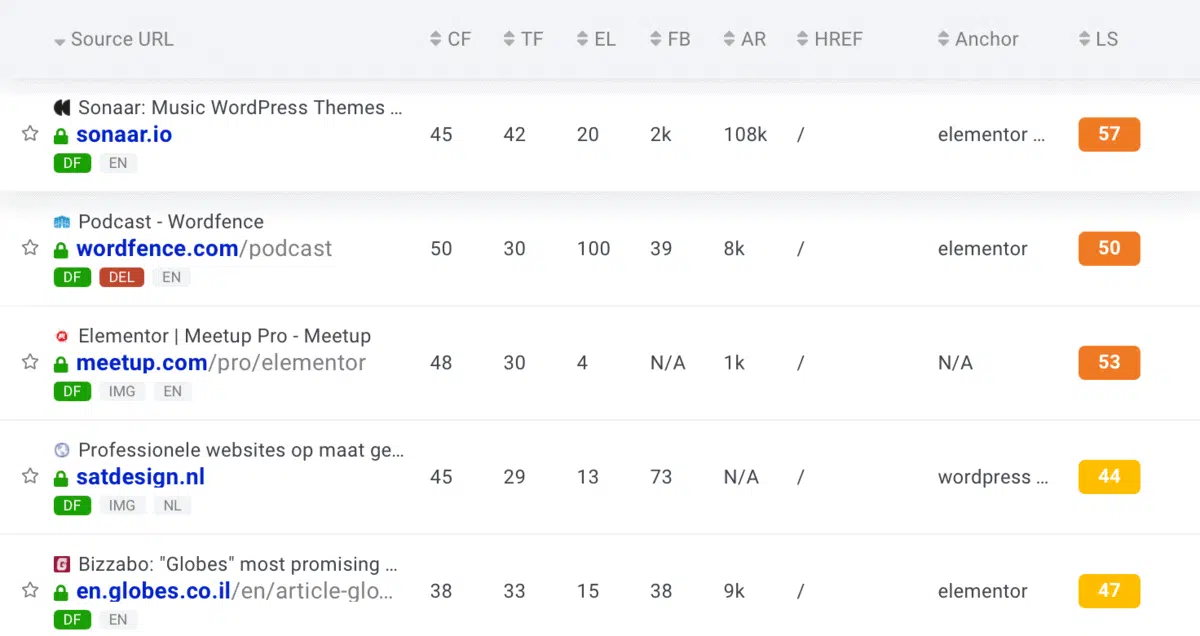 Source URL CF TF EL FB AR HREF Anchor LS
Sonaar: Music WordPress Themes ...
sonaar.io 45 42 20 2k 108k / elementor ... 57
DF EN
Podcast - Wordfence
wordfence.com/podcast 50 30 100 39 8k / elementor 50
DF DEL EN
Elementor | Meetup Pro - Meetup
meetup.com/pro/elementor 48 30 4 N/A 1k / N/A 53
DF IMG EN
Professionele websites op maat ge...
satdesign.nl 45 29 13 73 N/A / wordpress ... 44
DF IMG NL
Bizzabo: "Globes" most promising ...
en.globes.co.il/en/article-glo... 38 33 15 38 9k / elementor 47
DF EN